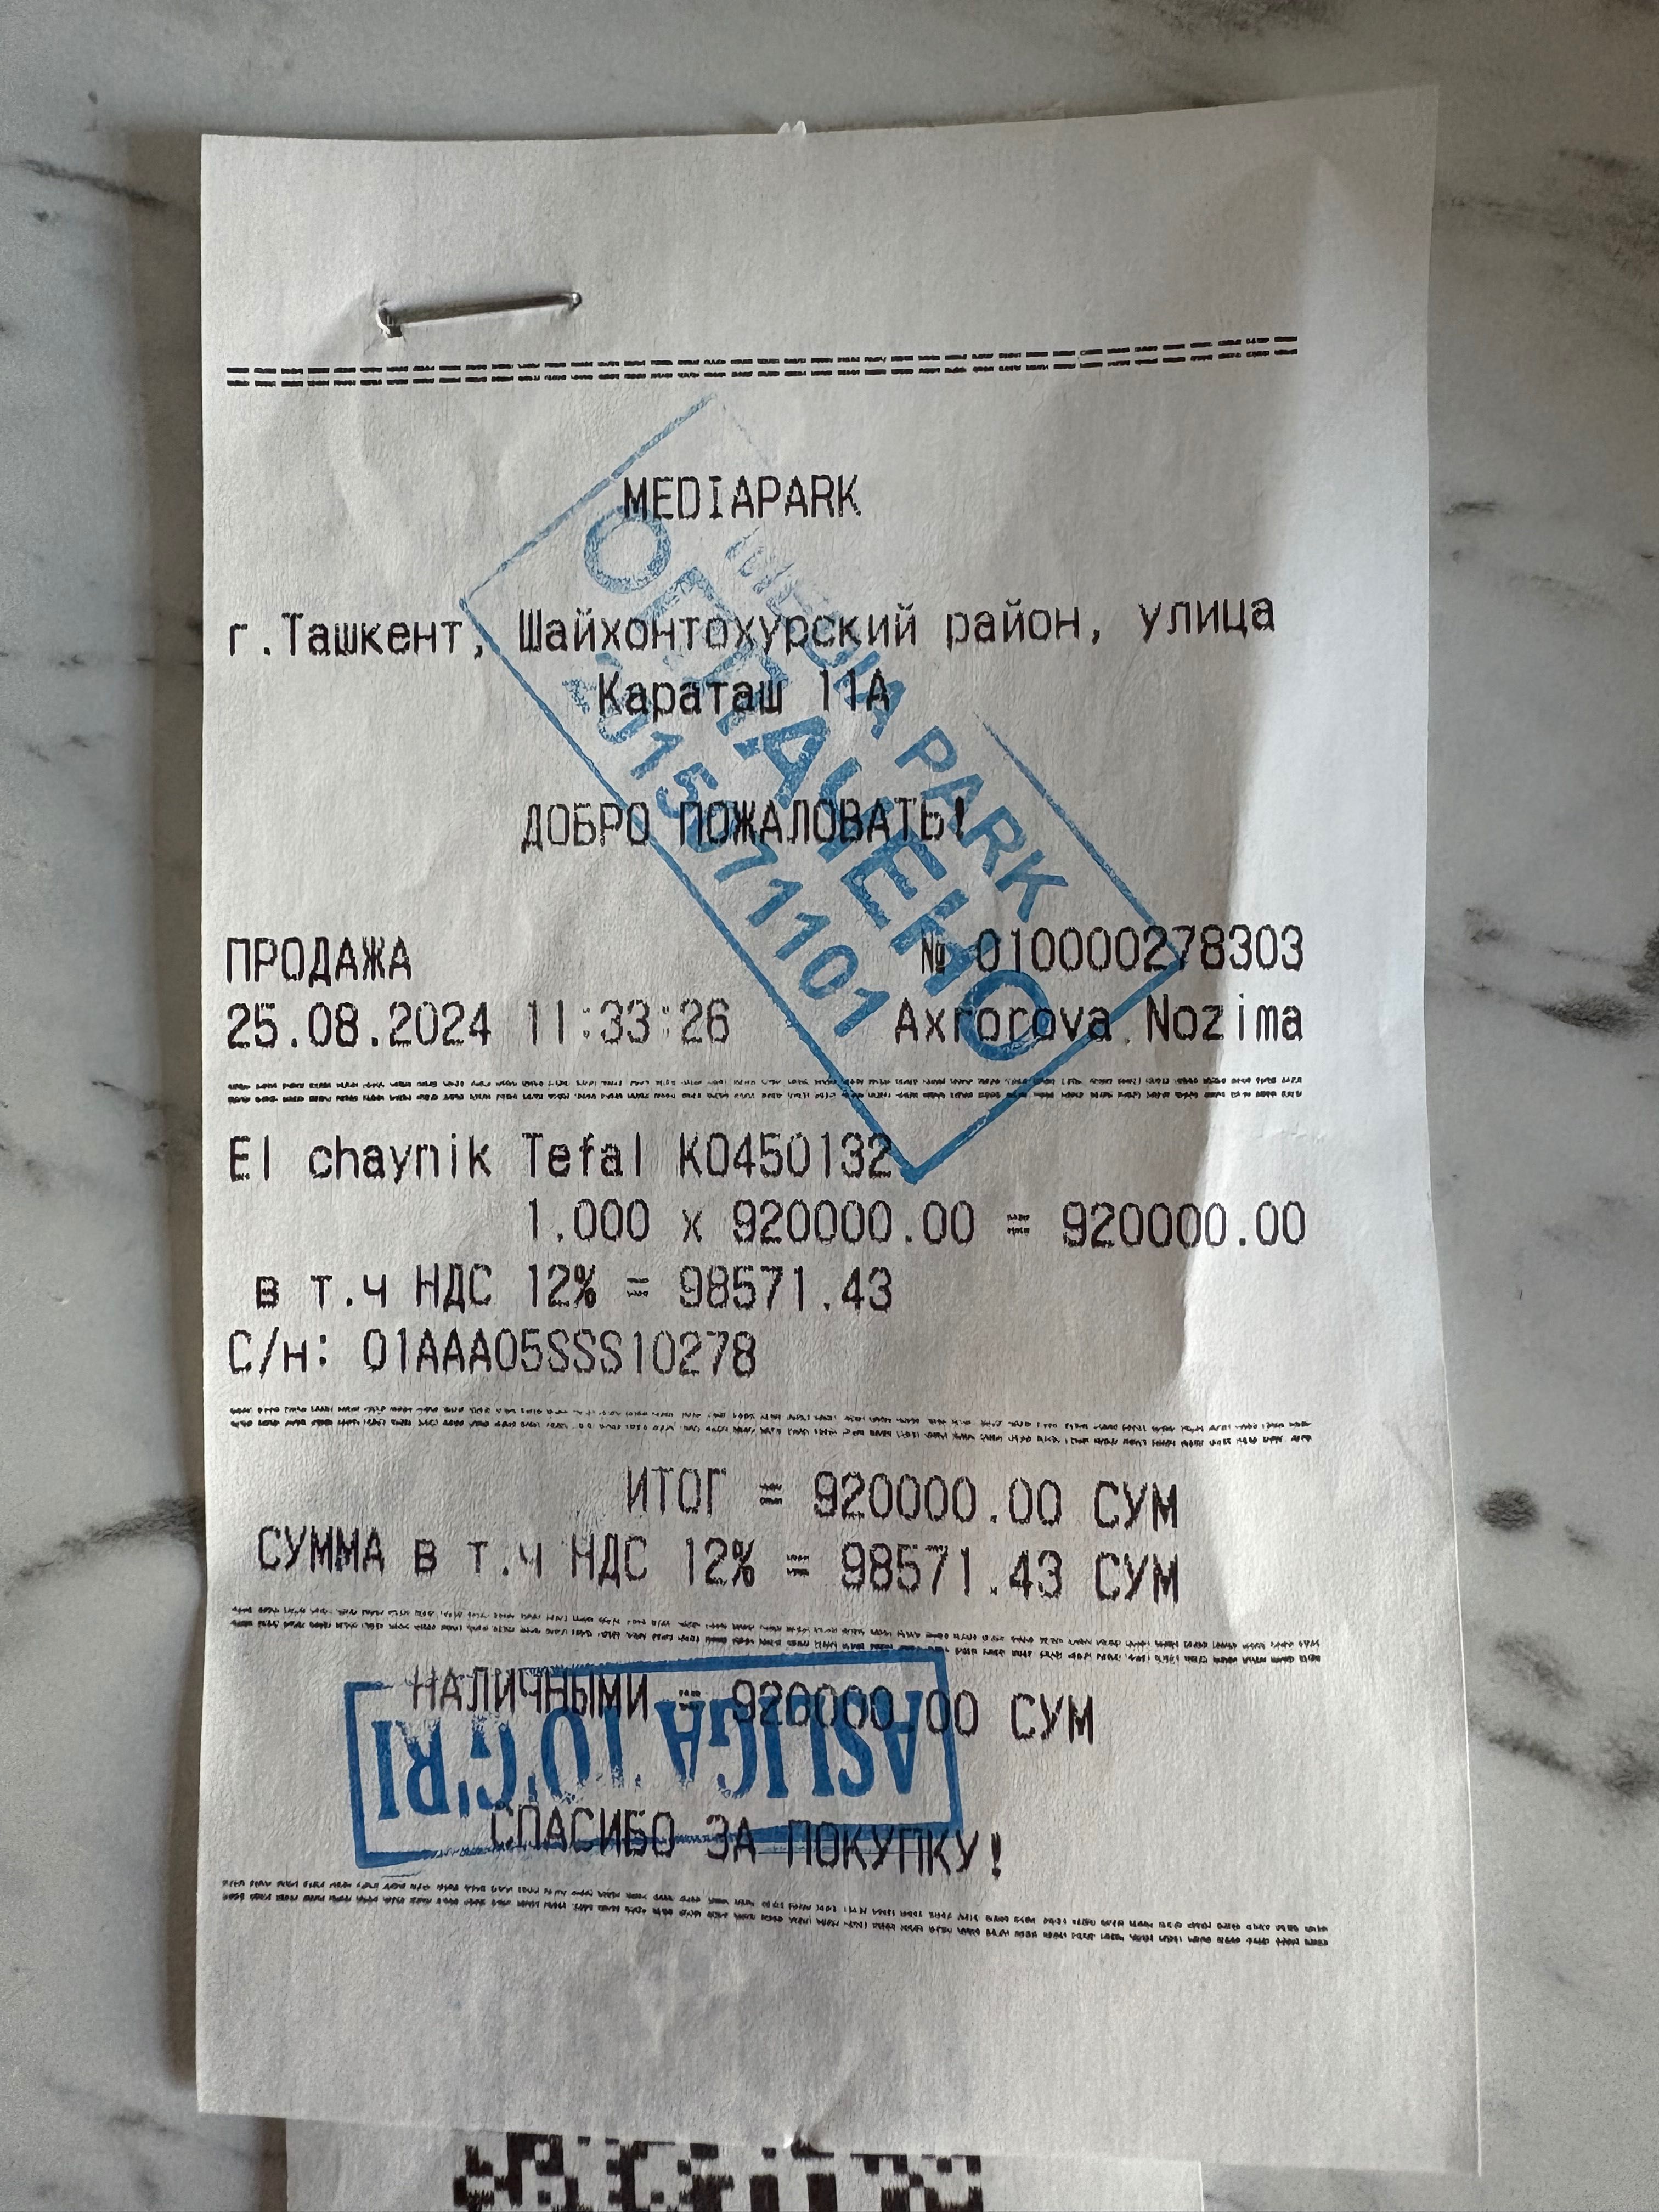 MEDIAPARK
г.Ташкент, Шайхонтохурский район, улица
Караташ 11А
ДОБРО ПОЖАЛОВАТЬ!
MEDIA PARK
ОПЛАЧЕНО
ПРОДАЖА № 010000278303
25.08.2024 11:33:26 Axrorova Nozima
El chaynik Tefal KO450132
1.000 x 920000.00 = 920000.00
в т.ч НДС 12% = 98571.43
С/н: 01AAA05SSS10278
ИТОГ = 920000.00 СУМ
СУММА в т.ч НДС 12% = 98571.43 СУМ
НАЛИЧНЫМИ = 920000.00 СУМ
ASLIGA TO'G'RI
СПАСИБО ЗА ПОКУПКУ!